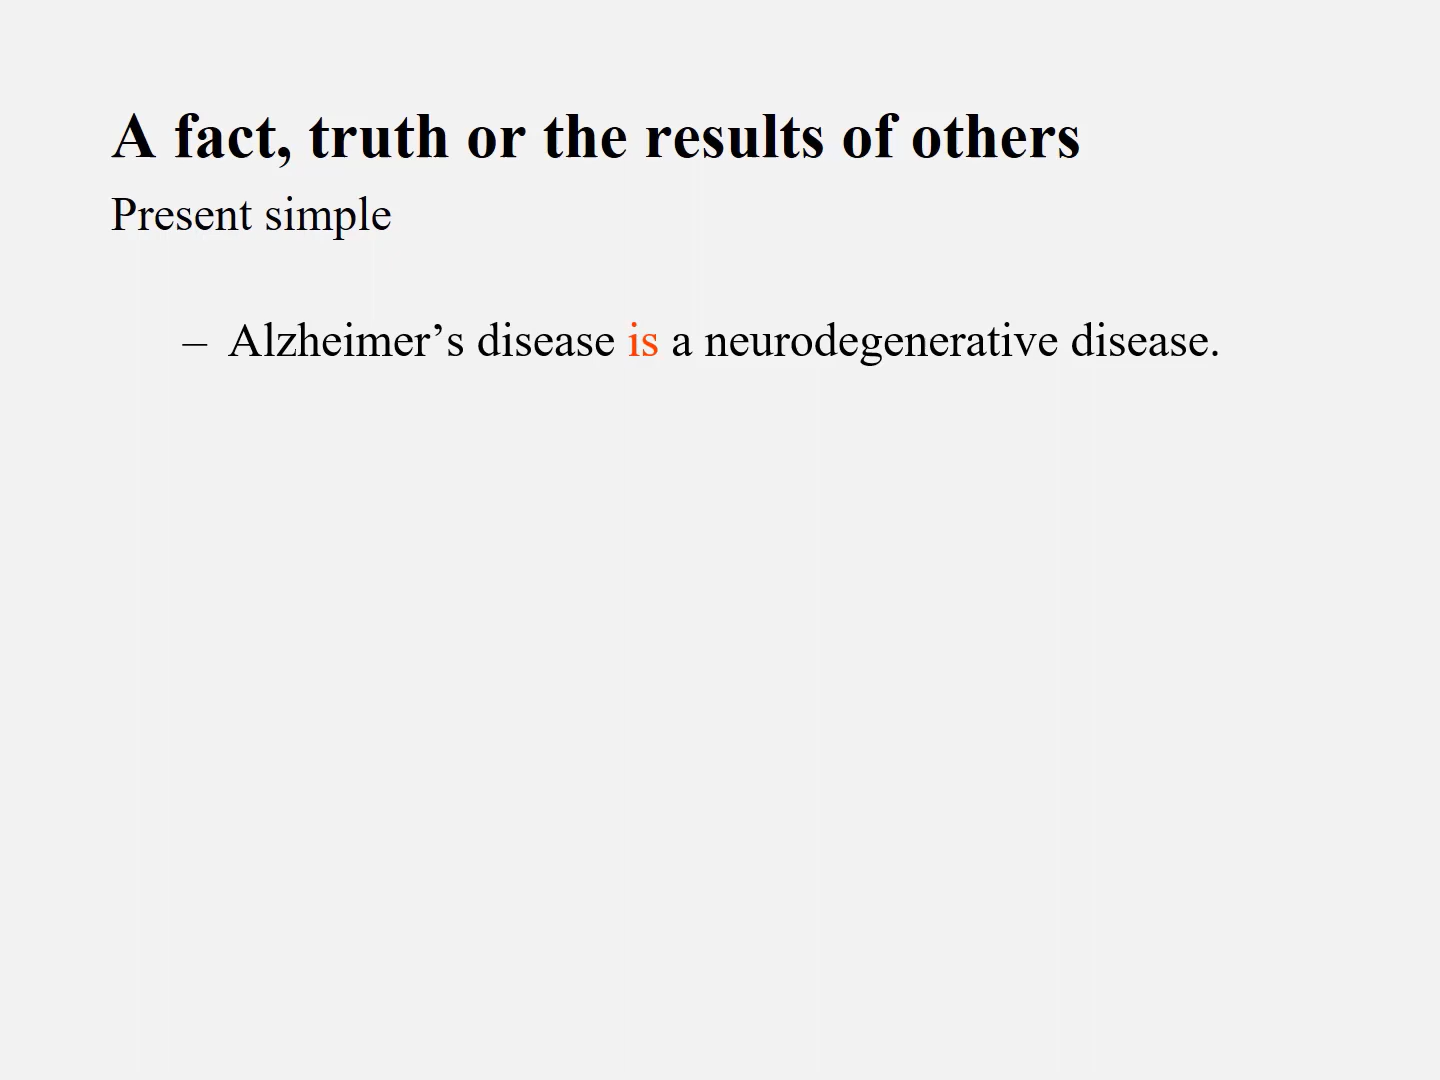 A fact, truth or the results of others
Present simple
– Alzheimer’s disease is a neurodegenerative disease.